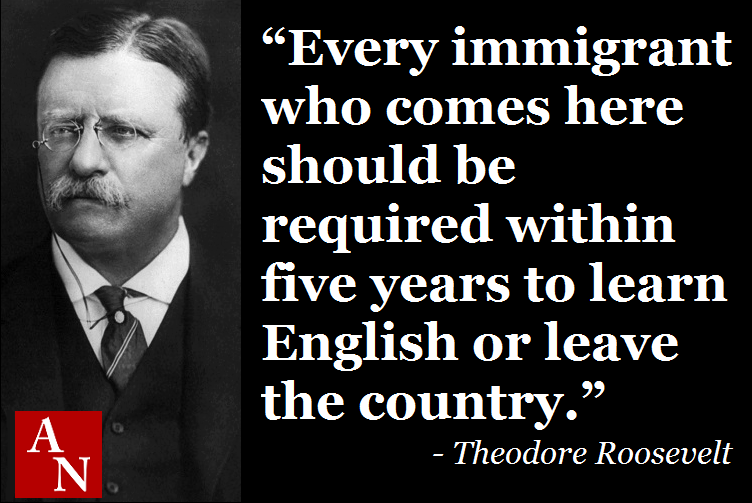 “Every immigrant
who comes here
should be
required within
five years to learn
English or leave
the country.”
- Theodore Roosevelt
A
N